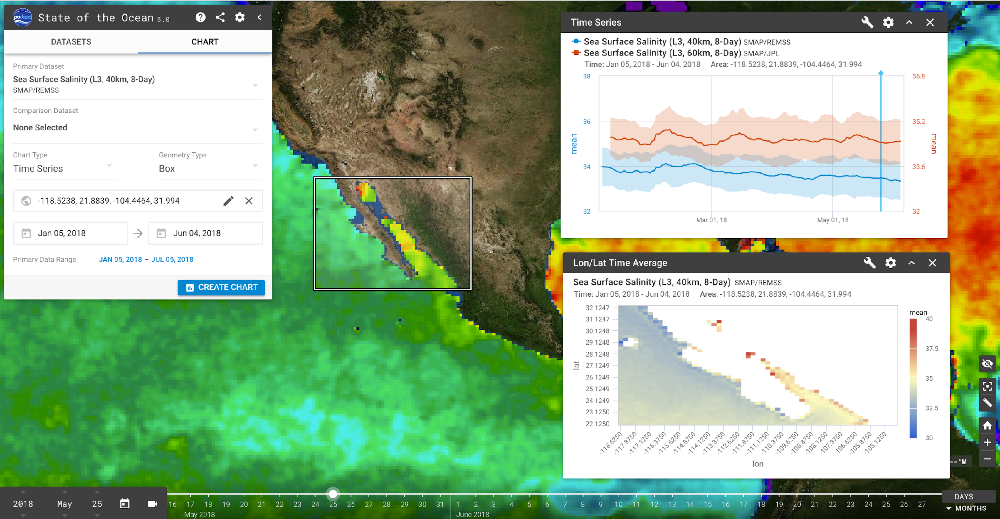 podaac State of the Ocean 5.0
DATASETS CHART
Primary Dataset
Sea Surface Salinity (L3, 40km, 8-Day)
SMAP/REMSS
Comparison Dataset
None Selected
Chart Type Geometry Type
Time Series Box
-118.5238, 21.8839, -104.4464, 31.994
Jan 05, 2018 Jun 04, 2018
Primary Data Range JAN 05, 2018 – JUL 05, 2018
CREATE CHART
Time Series
Sea Surface Salinity (L3, 40km, 8-Day) SMAP/REMSS
Sea Surface Salinity (L3, 60km, 8-Day) SMAP/JPL
Time: Jan 05, 2018 - Jun 04, 2018 Area: -118.5238, 21.8839, -104.4464, 31.994
38 36.8
36 35.2
mean mean
34 33.6
32 32
Mar 01, 18 May 01, 18
Lon/Lat Time Average
Sea Surface Salinity (L3, 40km, 8-Day) SMAP/REMSS
Time: Jan 05, 2018 - Jun 04, 2018 Area: -118.5238, 21.8839, -104.4464, 31.994
lat
32.1247
31.1247
30.1248
29.1248
28.1248
27.1249
26.1249
25.1249
24.1249
23.1250
22.1250
-118.6250 -117.8750 -117.1250 -116.3750 -115.6250 -114.8750 -114.1250 -113.3750 -112.6250 -111.8750 -111.1250 -110.3750 -109.6250 -108.8750 -108.1250 -107.3750 -106.6250 -105.8750 -105.1250
lon
mean
40
37.5
35
32.5
30
--°W
2018 May 25
16 17 18 19 20 21 22 23 24 25 26 27 28 29 30 31 1 2 3 4 5 6 7 8 9 10 11 12 13 14 15 16 17 18 19 20 21 22 23 24 25 26 27
May 2018 June 2018
DAYS
MONTHS